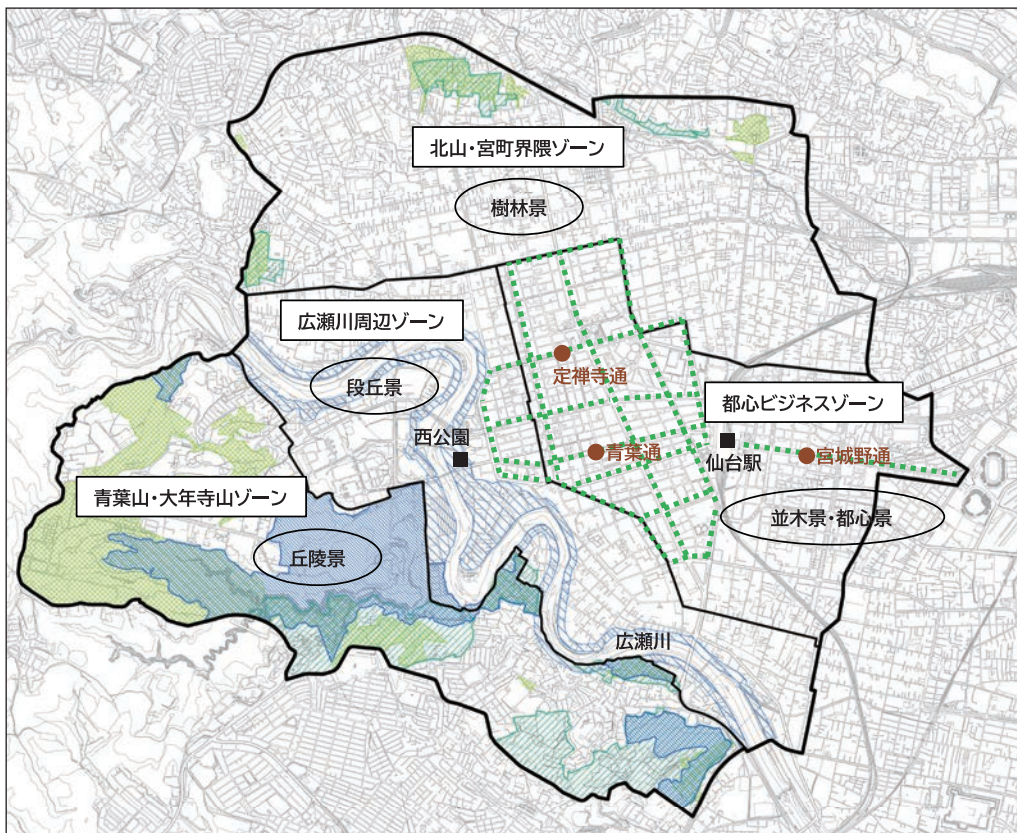 北山・宮町界隈ゾーン
樹林景
広瀬川周辺ゾーン
段丘景
定禅寺通
都心ビジネスゾーン
西公園
青葉通
仙台駅
宮城野通
青葉山・大年寺山ゾーン
並木景・都心景
丘陵景
広瀬川